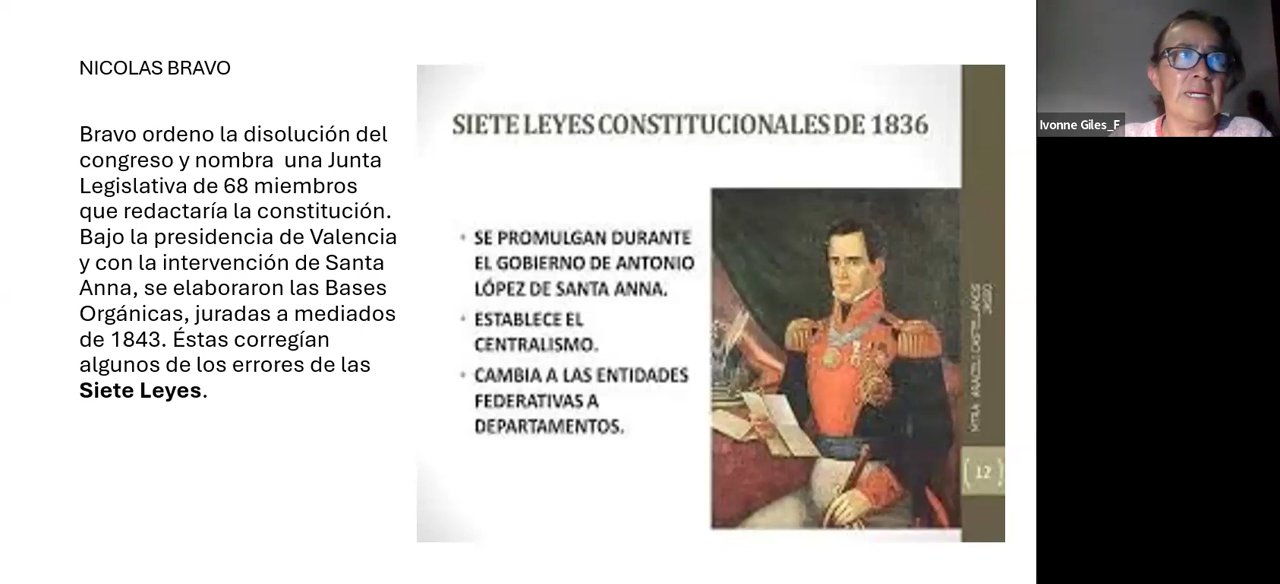 NICOLAS BRAVO
Bravo ordeno la disolución del
congreso y nombra una Junta
Legislativa de 68 miembros
que redactaría la constitución.
Bajo la presidencia de Valencia
y con la intervención de Santa
Anna, se elaboraron las Bases
Orgánicas, juradas a mediados
de 1843. Éstas corregían
algunos de los errores de las
Siete Leyes.
SIETE LEYES CONSTITUCIONALES DE 1836
• SE PROMULGAN DURANTE
EL GOBIERNO DE ANTONIO
LÓPEZ DE SANTA ANNA.
• ESTABLECE EL
CENTRALISMO.
• CAMBIA A LAS ENTIDADES
FEDERATIVAS A
DEPARTAMENTOS.
MTRA. ARACELI CASTELLANOS
12
Ivonne Giles_F